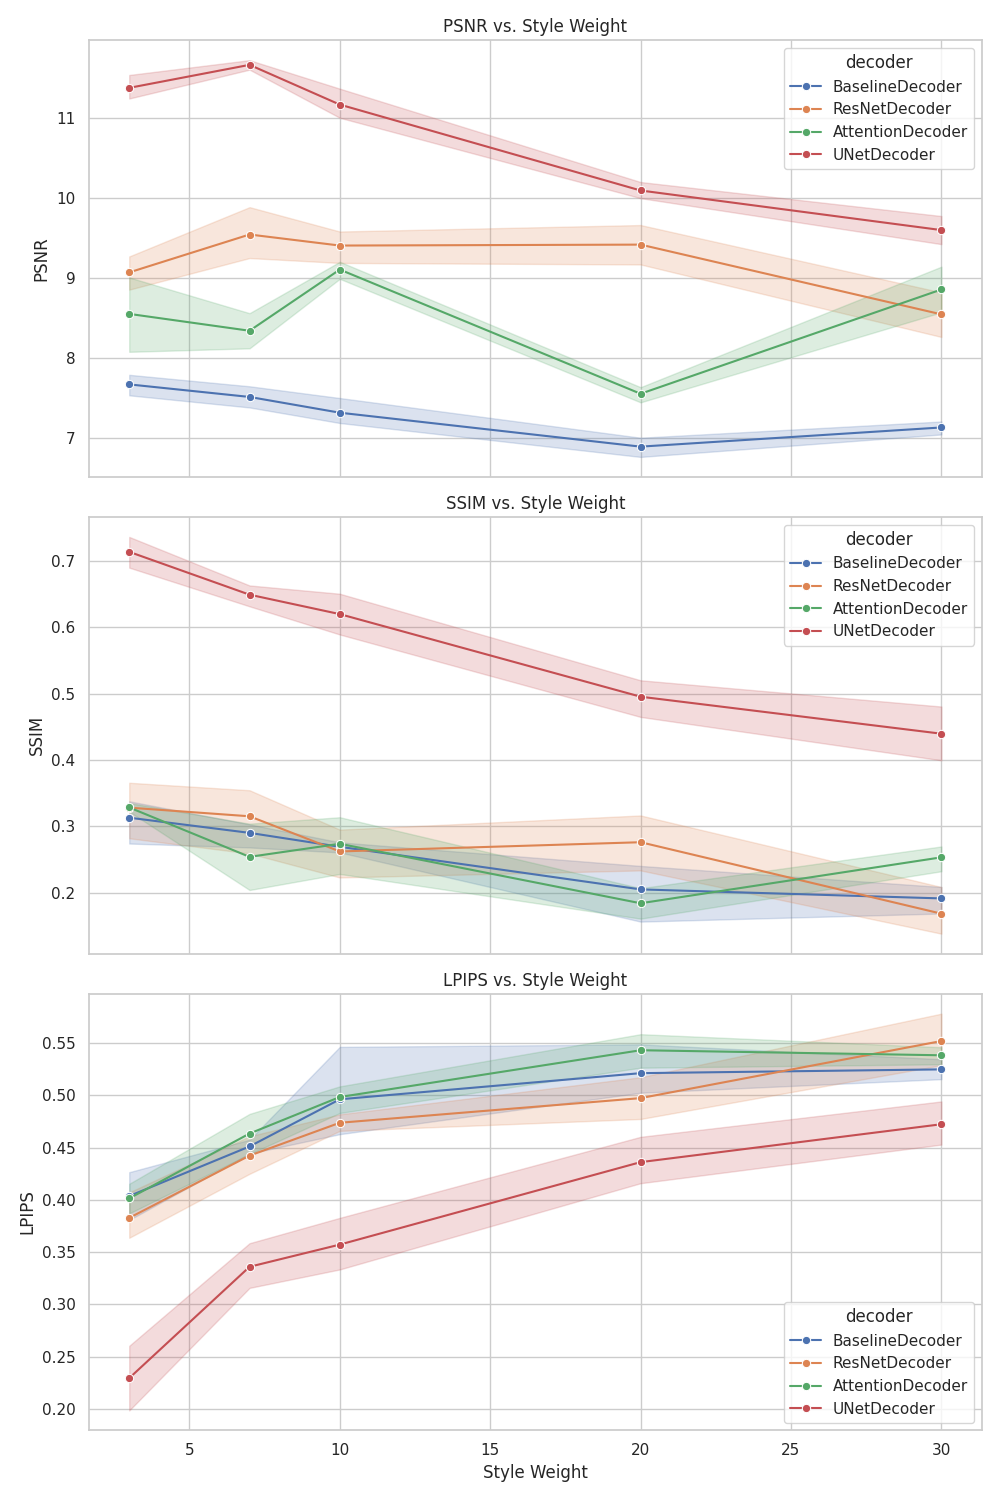 PSNR vs. Style Weight
PSNR
11
10
9
8
7
decoder
BaselineDecoder
ResNetDecoder
AttentionDecoder
UNetDecoder
SSIM vs. Style Weight
SSIM
0.7
0.6
0.5
0.4
0.3
0.2
decoder
BaselineDecoder
ResNetDecoder
AttentionDecoder
UNetDecoder
LPIPS vs. Style Weight
LPIPS
0.55
0.50
0.45
0.40
0.35
0.30
0.25
0.20
decoder
BaselineDecoder
ResNetDecoder
AttentionDecoder
UNetDecoder
5 10 15 20 25 30
Style Weight